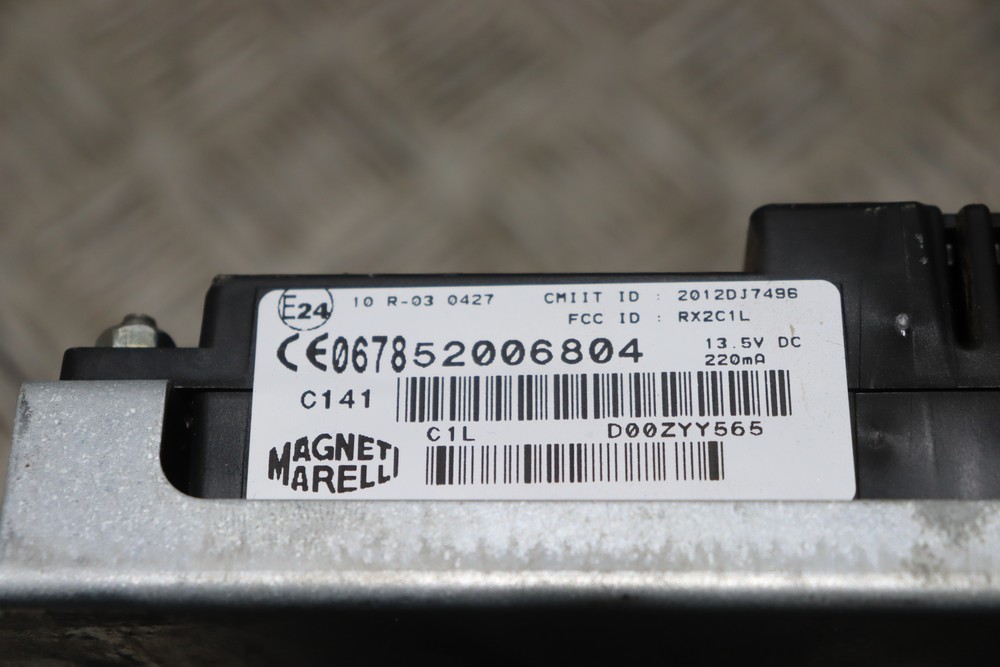 E24 10 R-03 0427 CMIIT ID : 2012DJ7496
FCC ID : RX2C1L
CE0678 52006804 13.5V DC
220mA
C141
C1L D00ZYY565
MAGNETI
MARELLI